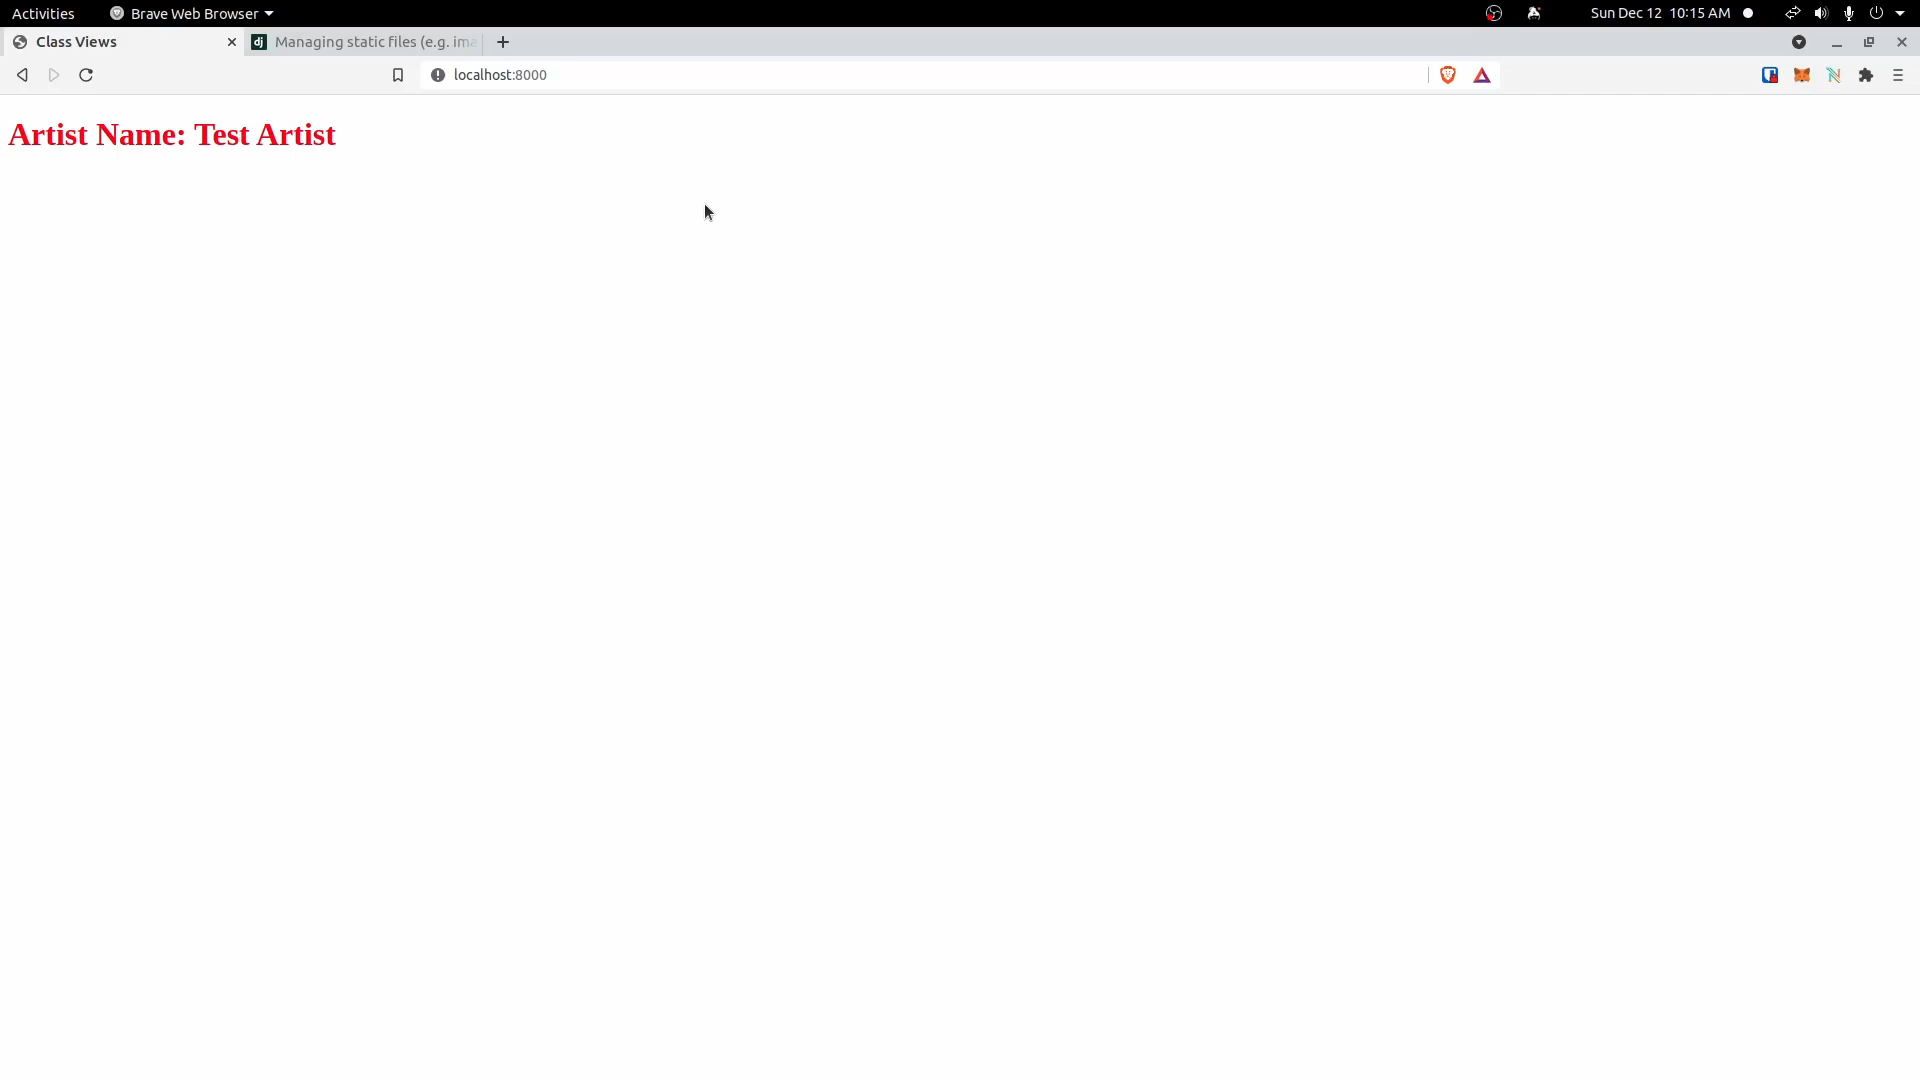 Activities Brave Web Browser Sun Dec 12 10:15 AM
Class Views dj Managing static files (e.g. ima
localhost:8000
Artist Name: Test Artist